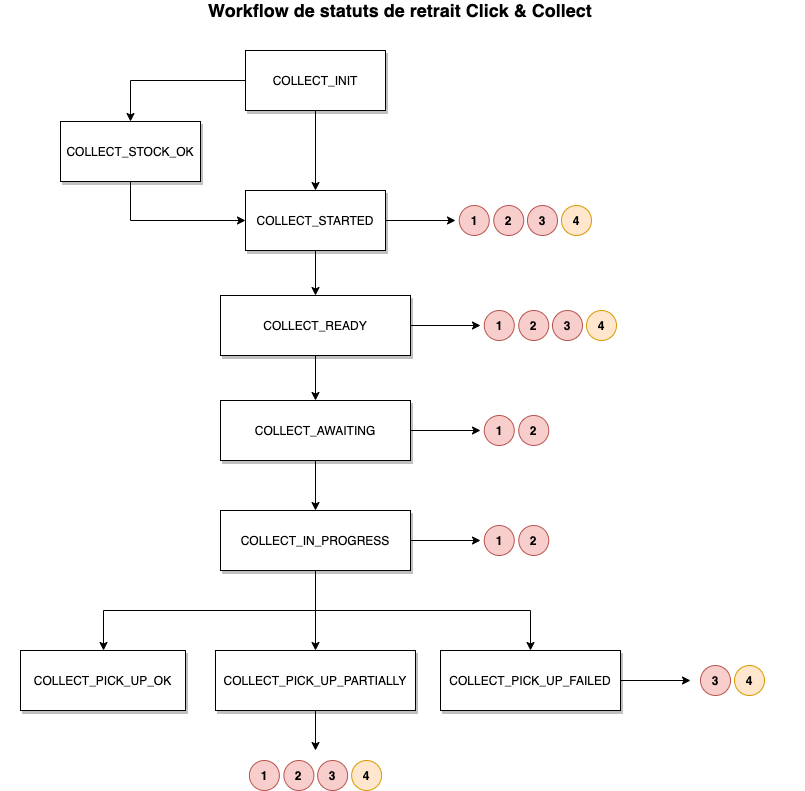 Workflow de statuts de retrait Click & Collect
COLLECT_INIT
COLLECT_STOCK_OK
COLLECT_STARTED
1 2 3 4
COLLECT_READY
1 2 3 4
COLLECT_AWAITING
1 2
COLLECT_IN_PROGRESS
1 2
COLLECT_PICK_UP_OK
COLLECT_PICK_UP_PARTIALLY
COLLECT_PICK_UP_FAILED
3 4
1 2 3 4